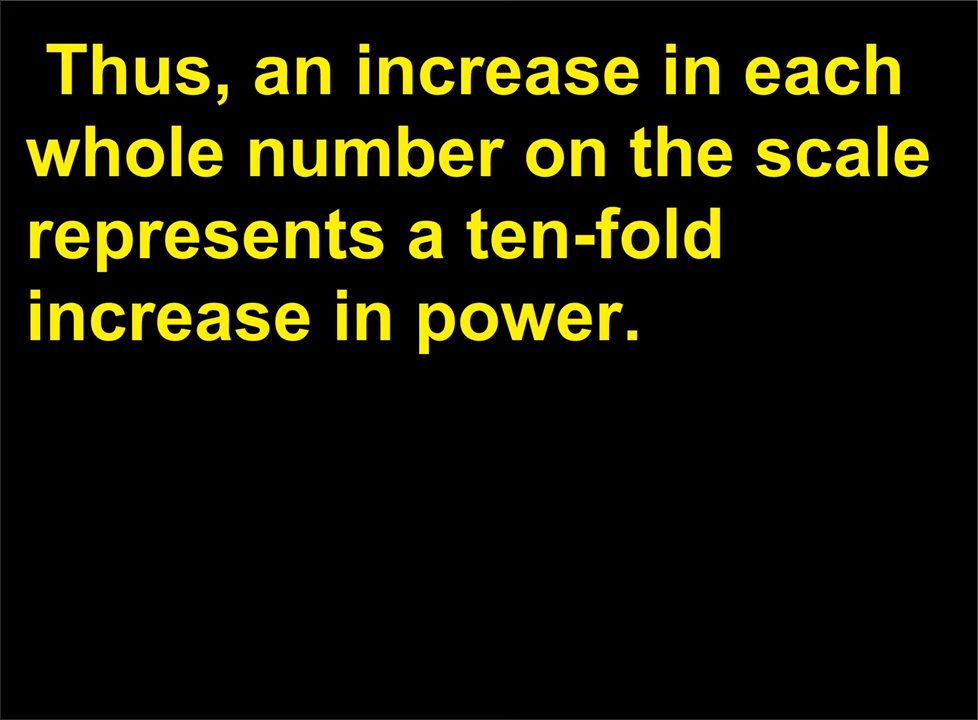 Thus, an increase in each
whole number on the scale
represents a ten-fold
increase in power.